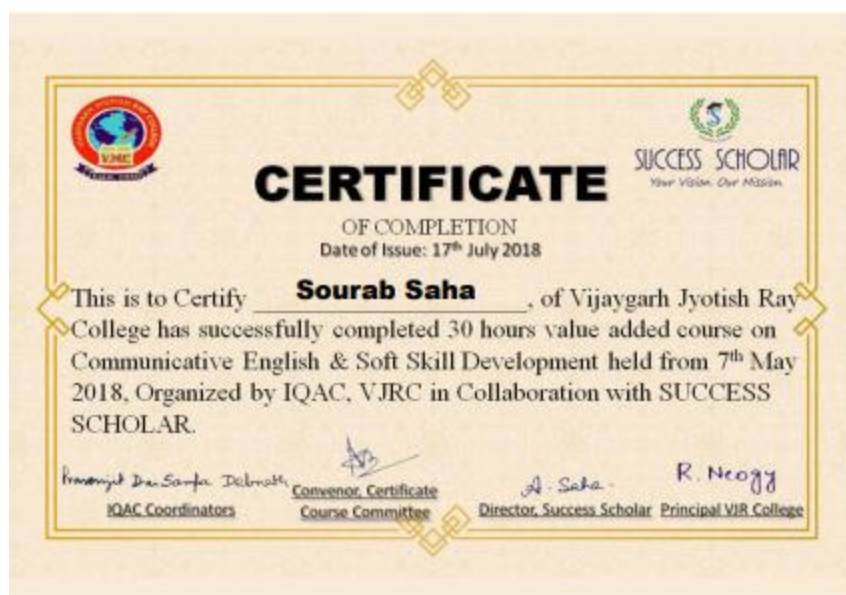 VJRC
SUCCESS SCHOLAR
Your Vision Our Mission
CERTIFICATE
OF COMPLETION
Date of Issue: 17th July 2018
This is to Certify Sourab Saha, of Vijaygarh Jyotish Ray
College has successfully completed 30 hours value added course on
Communicative English & Soft Skill Development held from 7th May
2018, Organized by IQAC, VJRC in Collaboration with SUCCESS
SCHOLAR.
A. Saha
R. Neogy
IQAC Coordinators
Convenor, Certificate
Course Committee
Director, Success Scholar
Principal VJR College